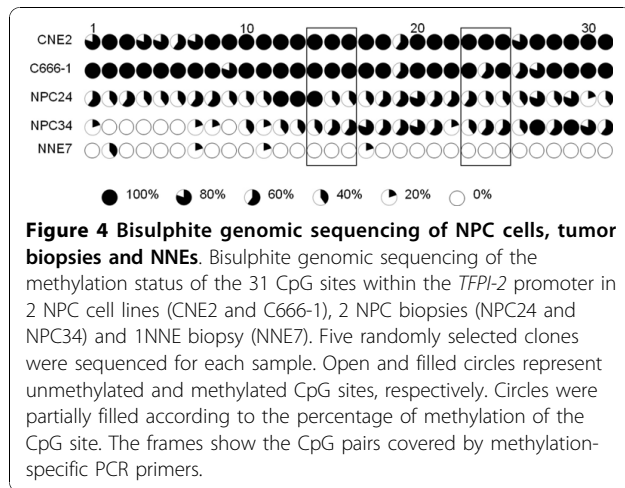 1 10 20 30
CNE2
C666-1
NPC24
NPC34
NNE7
100% 80% 60% 40% 20% 0%
Figure 4 Bisulphite genomic sequencing of NPC cells, tumor
biopsies and NNEs. Bisulphite genomic sequencing of the
methylation status of the 31 CpG sites within the TFPI-2 promoter in
2 NPC cell lines (CNE2 and C666-1), 2 NPC biopsies (NPC24 and
NPC34) and 1NNE biopsy (NNE7). Five randomly selected clones
were sequenced for each sample. Open and filled circles represent
unmethylated and methylated CpG sites, respectively. Circles were
partially filled according to the percentage of methylation of the
CpG site. The frames show the CpG pairs covered by methylation-
specific PCR primers.